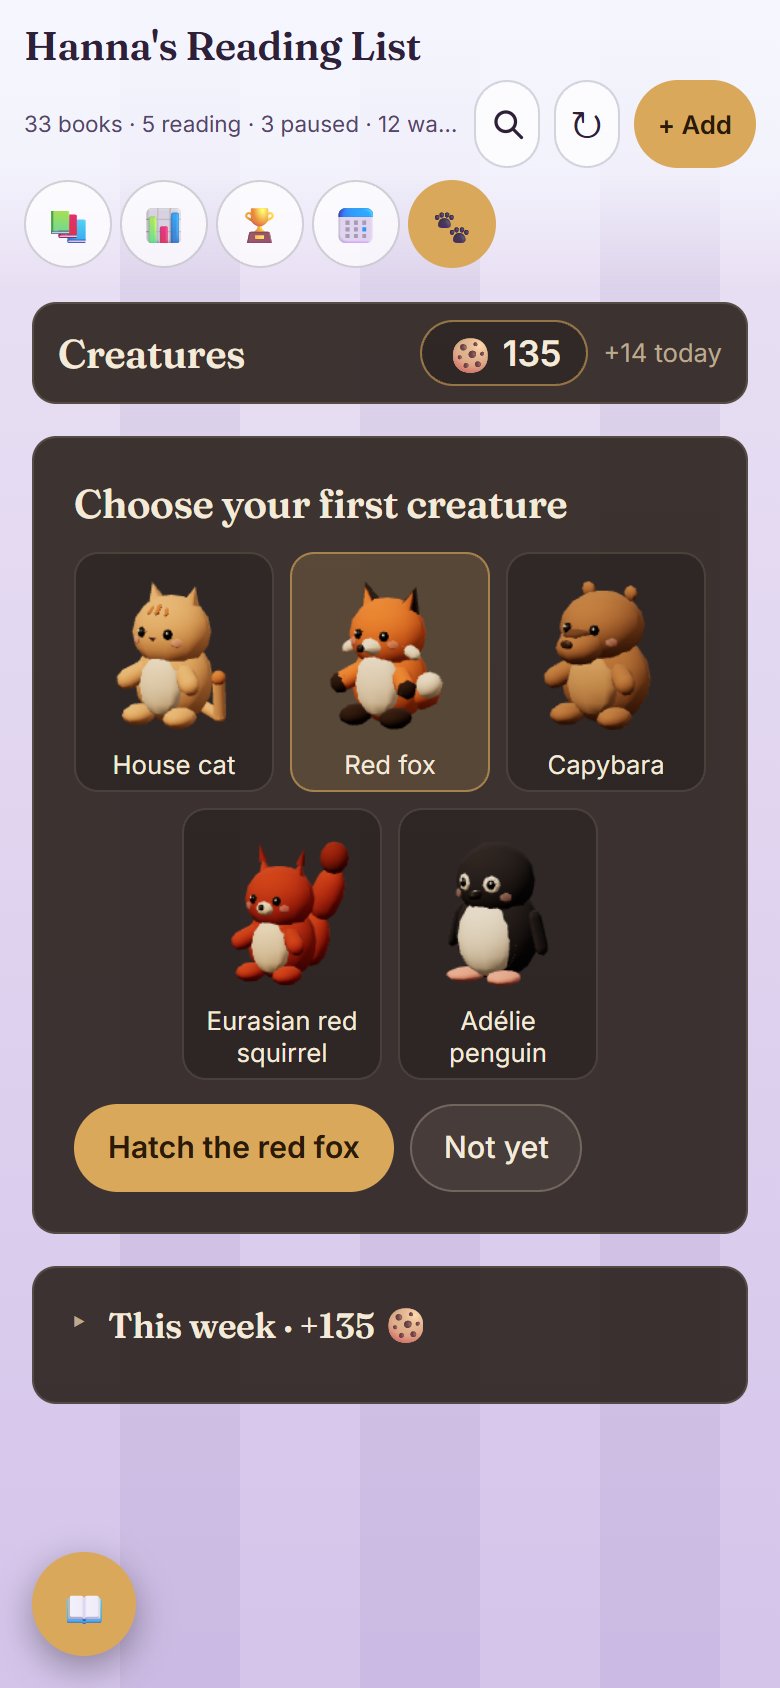 Hanna's Reading List
33 books · 5 reading · 3 paused · 12 wa...
+ Add
Creatures
135
+14 today
Choose your first creature
House cat
Red fox
Capybara
Eurasian red
squirrel
Adélie
penguin
Hatch the red fox
Not yet
This week · +135